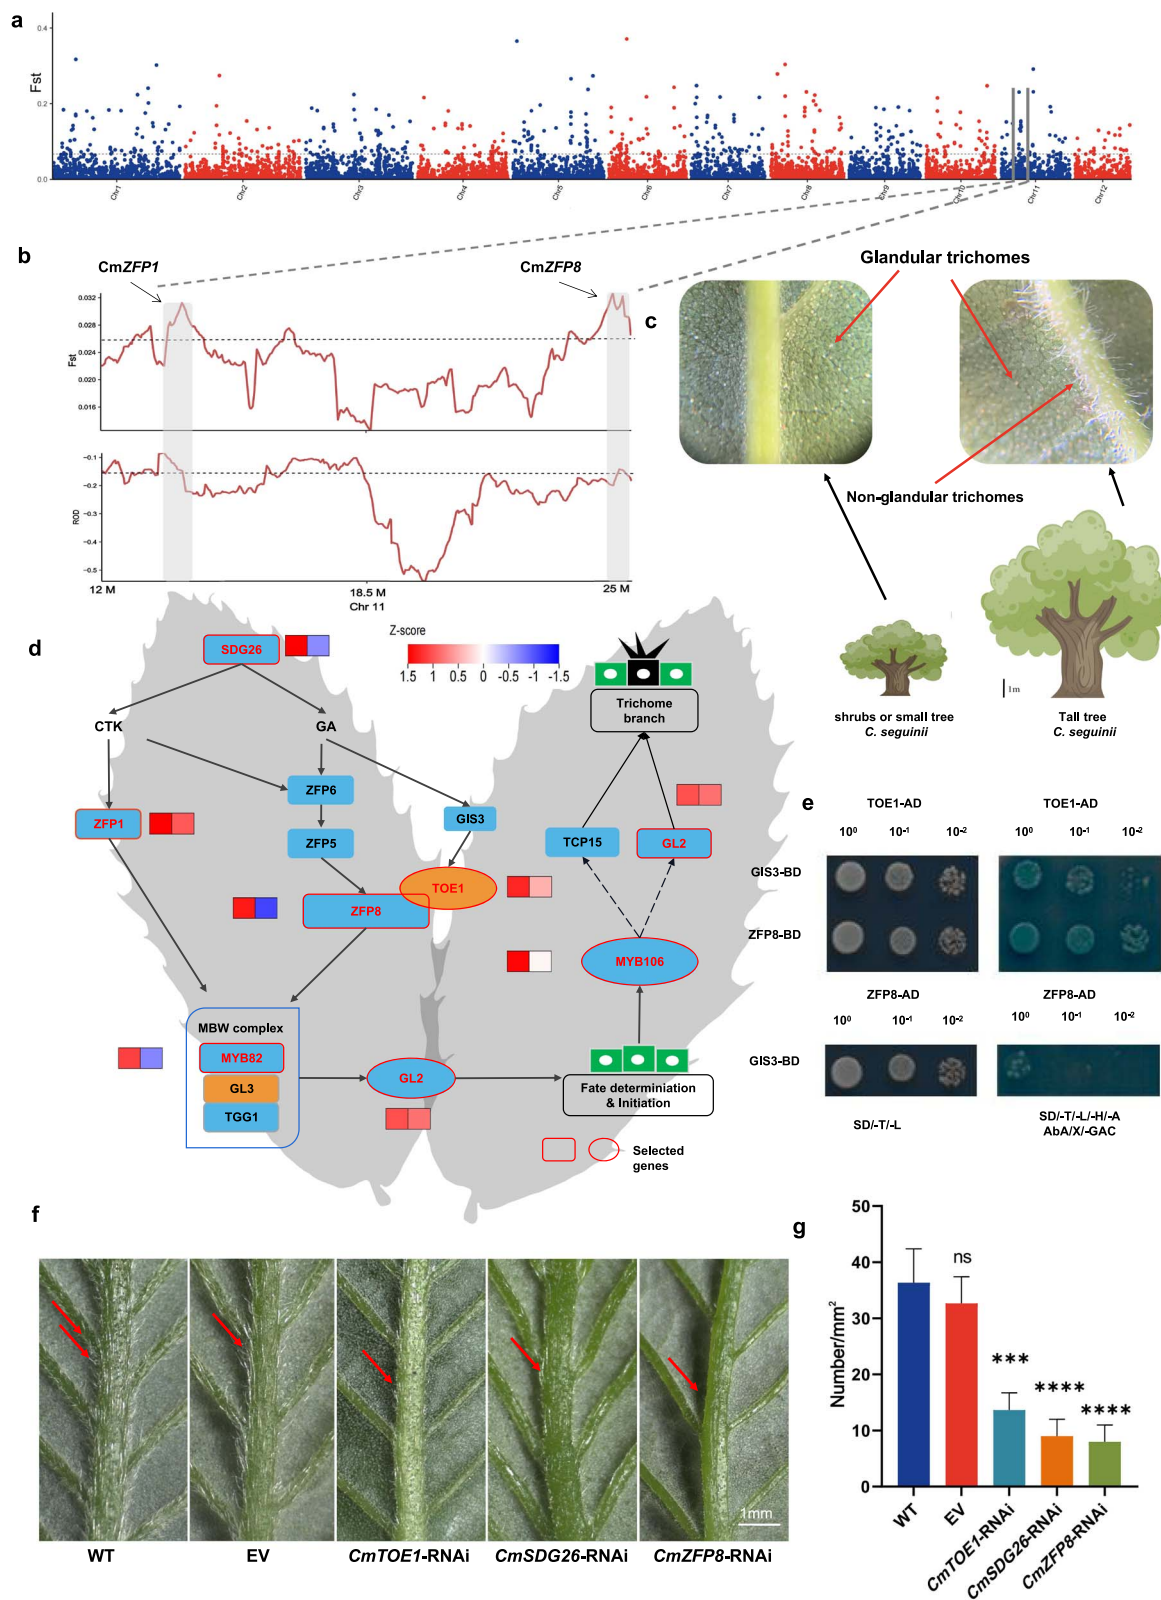 a
0.4
Fst
0.2
0.0
Chr1
Chr2
Chr3
Chr4
Chr5
Chr6
Chr7
Chr8
Chr9
Chr10
Chr11
Chr12
b
CmZFP1
CmZFP8
0.032
0.028
0.024
0.020
0.016
Fst
−0.1
−0.2
−0.3
−0.4
−0.5
ROD
12 M
18.5 M
25 M
Chr 11
c
Glandular trichomes
Non-glandular trichomes
1m
shrubs or small tree
C. seguinii
Tall tree
C. seguinii
d
Z-score
1.5 1 0.5 0 -0.5 -1 -1.5
SDG26
CTK
GA
ZFP6
ZFP1
ZFP5
GIS3
TOE1
ZFP8
MBW complex
MYB82
GL3
TGG1
GL2
Trichome
branch
TCP15
GL2
MYB106
Fate determiniation
& Initiation
Selected
genes
e
TOE1-AD
TOE1-AD
10⁰ 10⁻¹ 10⁻²
10⁰ 10⁻¹ 10⁻²
GIS3-BD
ZFP8-BD
ZFP8-AD
ZFP8-AD
10⁰ 10⁻¹ 10⁻²
10⁰ 10⁻¹ 10⁻²
GIS3-BD
SD/-T/-L
SD/-T/-L/-H/-A
AbA/X/-GAC
f
1mm
WT
EV
CmTOE1-RNAi
CmSDG26-RNAi
CmZFP8-RNAi
g
50
40
30
20
10
0
Number/mm²
ns
***
****
****
WT
EV
CmTOE1-RNAi
CmSDG26-RNAi
CmZFP8-RNAi